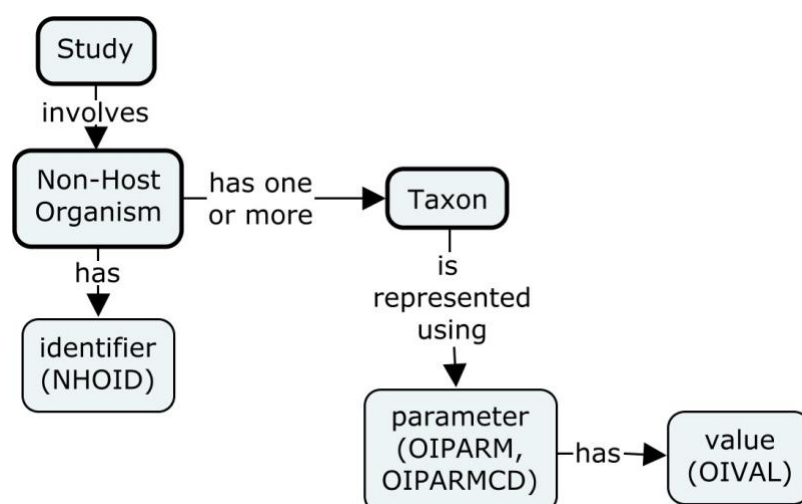 Study
involves
Non-Host
Organism
has one
or more
Taxon
has
identifier
(NHOID)
is
represented
using
parameter
(OIPARM,
OIPARMCD)
has
value
(OIVAL)